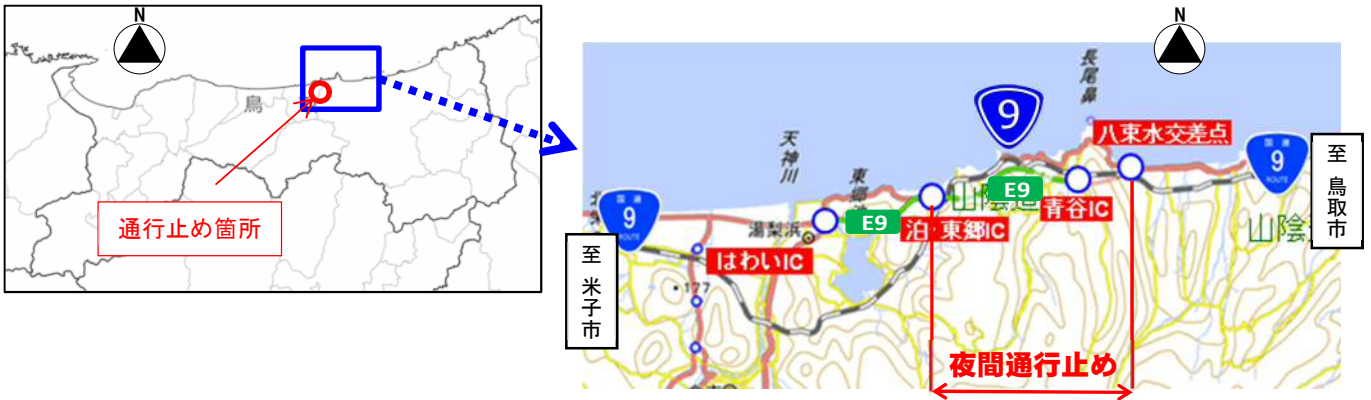 N
鳥
通行止め箇所
N
長尾鼻
9
八束水交差点
国道
9
ROUTE
至 鳥取市
天神川
東郷
E9
山陰道
青谷IC
山陰
国道
9
ROUTE
湯梨浜
E9
泊・東郷IC
はわいIC
至 米子市
・177
夜間通行止め